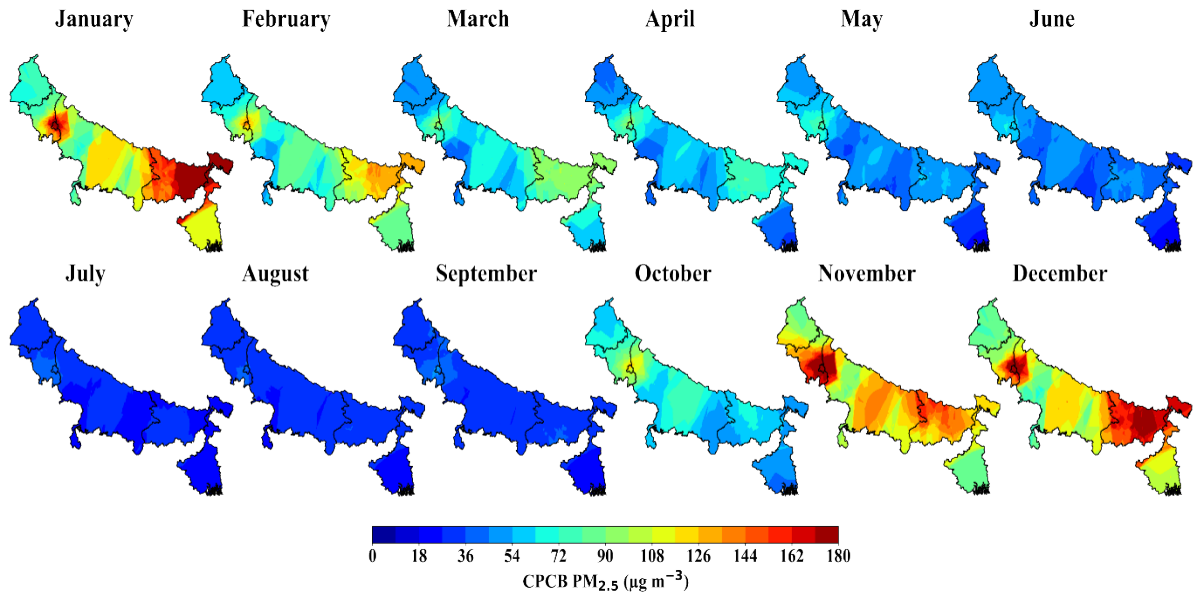 January February March April May June
July August September October November December
0 18 36 54 72 90 108 126 144 162 180
CPCB PM2.5 (μg m−3)